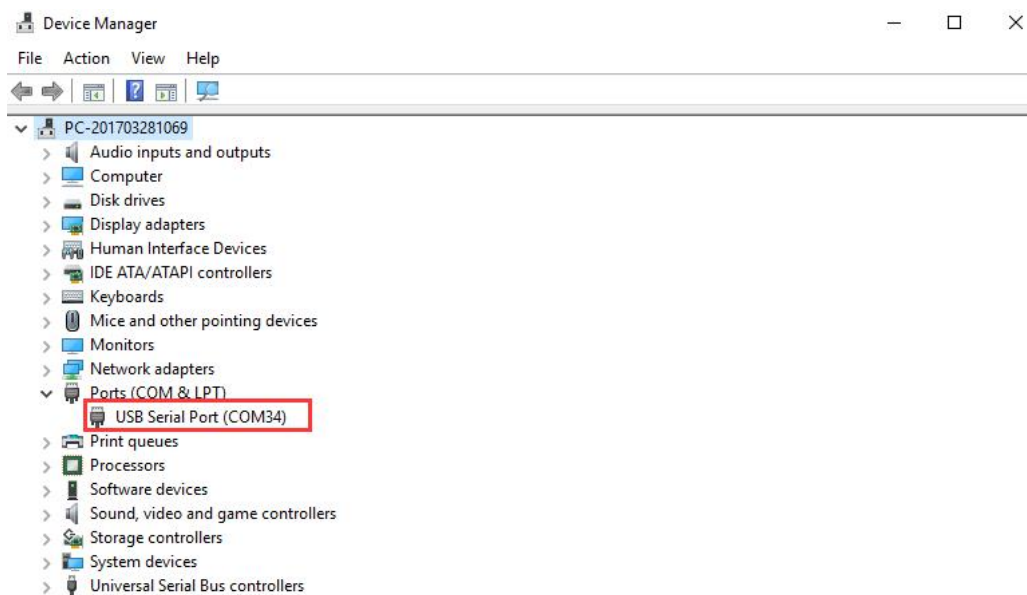 Device Manager
File Action View Help
PC-201703281069
Audio inputs and outputs
Computer
Disk drives
Display adapters
Human Interface Devices
IDE ATA/ATAPI controllers
Keyboards
Mice and other pointing devices
Monitors
Network adapters
Ports (COM & LPT)
USB Serial Port (COM34)
Print queues
Processors
Software devices
Sound, video and game controllers
Storage controllers
System devices
Universal Serial Bus controllers